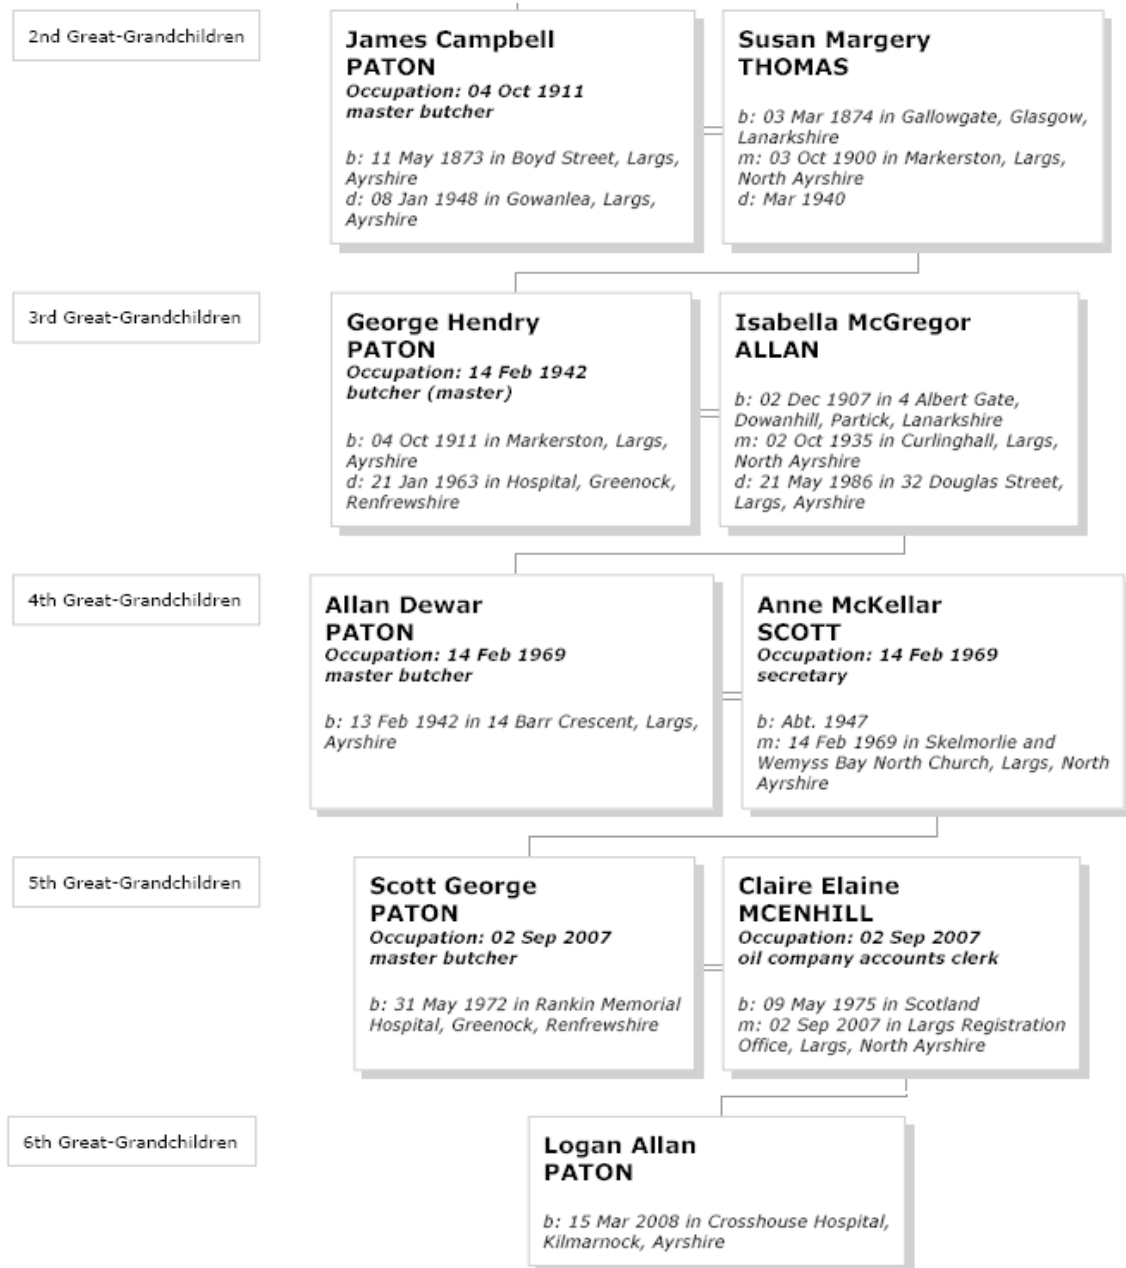 2nd Great-Grandchildren
James Campbell
PATON
Occupation: 04 Oct 1911
master butcher
b: 11 May 1873 in Boyd Street, Largs,
Ayrshire
d: 08 Jan 1948 in Gowanlea, Largs,
Ayrshire
Susan Margery
THOMAS
b: 03 Mar 1874 in Gallowgate, Glasgow,
Lanarkshire
m: 03 Oct 1900 in Markerston, Largs,
North Ayrshire
d: Mar 1940
3rd Great-Grandchildren
George Hendry
PATON
Occupation: 14 Feb 1942
butcher (master)
b: 04 Oct 1911 in Markerston, Largs,
Ayrshire
d: 21 Jan 1963 in Hospital, Greenock,
Renfrewshire
Isabella McGregor
ALLAN
b: 02 Dec 1907 in 4 Albert Gate,
Dowanhill, Partick, Lanarkshire
m: 02 Oct 1935 in Curlinghall, Largs,
North Ayrshire
d: 21 May 1986 in 32 Douglas Street,
Largs, Ayrshire
4th Great-Grandchildren
Allan Dewar
PATON
Occupation: 14 Feb 1969
master butcher
b: 13 Feb 1942 in 14 Barr Crescent, Largs,
Ayrshire
Anne McKellar
SCOTT
Occupation: 14 Feb 1969
secretary
b: Abt. 1947
m: 14 Feb 1969 in Skelmorlie and
Wemyss Bay North Church, Largs, North
Ayrshire
5th Great-Grandchildren
Scott George
PATON
Occupation: 02 Sep 2007
master butcher
b: 31 May 1972 in Rankin Memorial
Hospital, Greenock, Renfrewshire
Claire Elaine
MCENHILL
Occupation: 02 Sep 2007
oil company accounts clerk
b: 09 May 1975 in Scotland
m: 02 Sep 2007 in Largs Registration
Office, Largs, North Ayrshire
6th Great-Grandchildren
Logan Allan
PATON
b: 15 Mar 2008 in Crosshouse Hospital,
Kilmarnock, Ayrshire